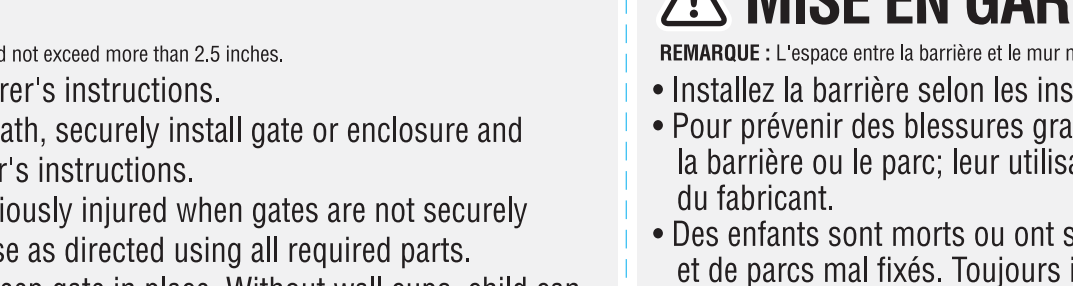 d not exceed more than 2.5 inches.
rer's instructions.
ath, securely install gate or enclosure and
r's instructions.
iously injured when gates are not securely
se as directed using all required parts.
eep gate in place. Without wall cups, child can
MISE EN GAR
REMARQUE : L'espace entre la barrière et le mur n
• Installez la barrière selon les ins
• Pour prévenir des blessures gra
la barrière ou le parc; leur utilisa
du fabricant.
• Des enfants sont morts ou ont s
et de parcs mal fixés. Toujours i